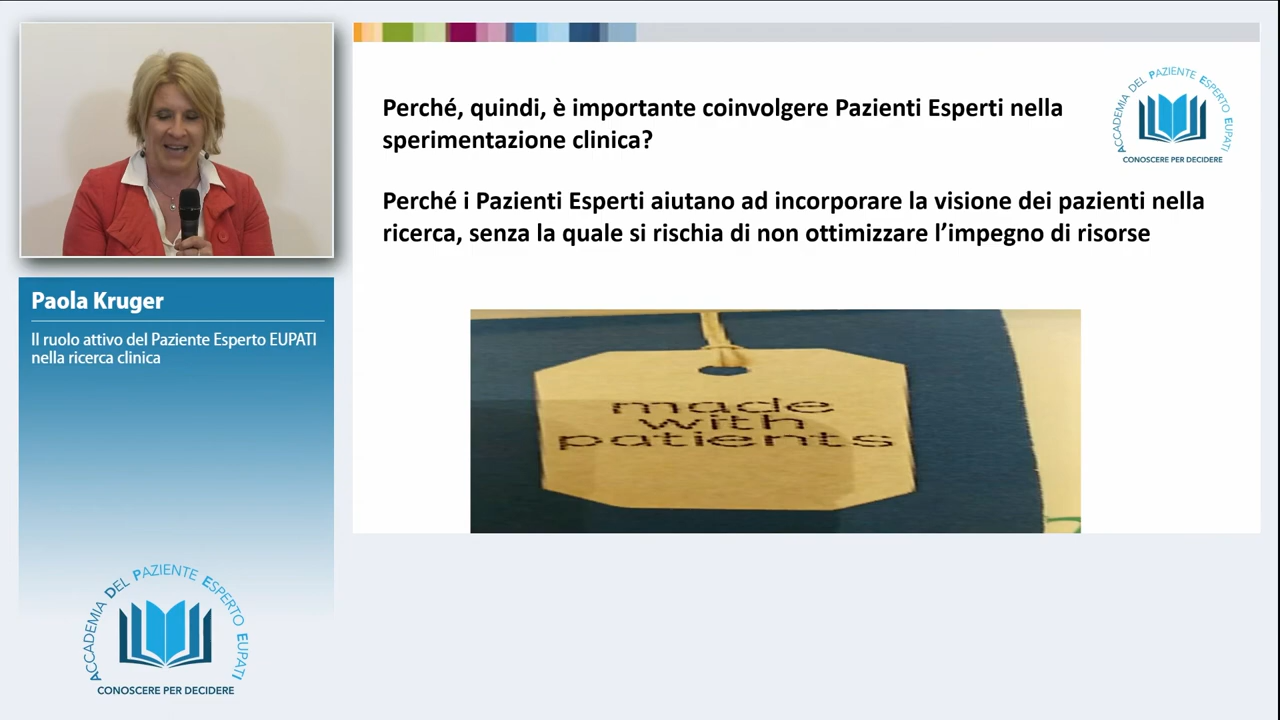 Perché, quindi, è importante coinvolgere Pazienti Esperti nella
sperimentazione clinica?
Perché i Pazienti Esperti aiutano ad incorporare la visione dei pazienti nella
ricerca, senza la quale si rischia di non ottimizzare l’impegno di risorse
ACCADEMIA DEL PAZIENTE ESPERTO EUPATI
CONOSCERE PER DECIDERE
made
with
patients
Paola Kruger
Il ruolo attivo del Paziente Esperto EUPATI
nella ricerca clinica
ACCADEMIA DEL PAZIENTE ESPERTO EUPATI
CONOSCERE PER DECIDERE